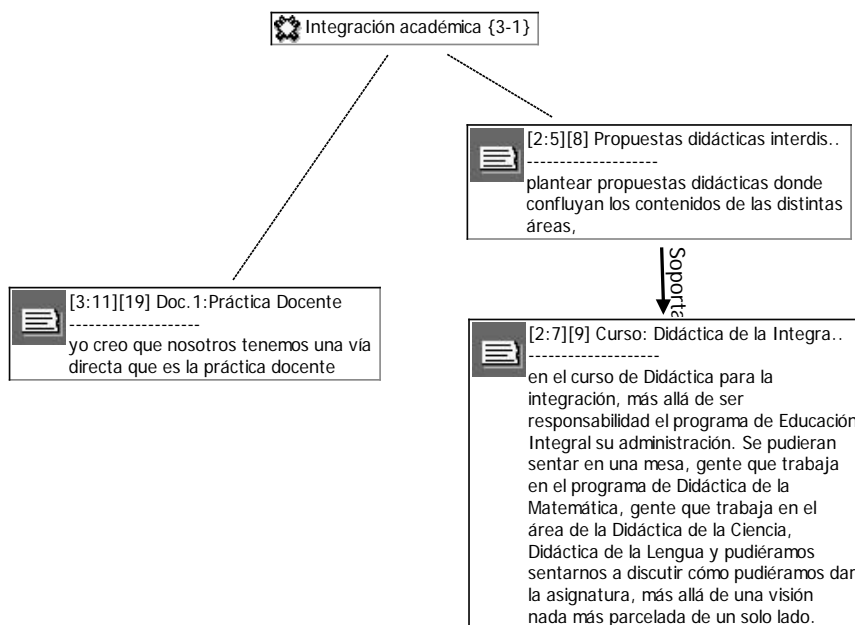 Integración académica {3-1}
[2:5][8] Propuestas didácticas interdis..
--------------------
plantear propuestas didácticas donde
confluyan los contenidos de las distintas
áreas,
Soporta
[3:11][19] Doc.1:Práctica Docente
--------------------
yo creo que nosotros tenemos una vía
directa que es la práctica docente
[2:7][9] Curso: Didáctica de la Integra..
--------------------
en el curso de Didáctica para la
integración, más allá de ser
responsabilidad el programa de Educación
Integral su administración. Se pudieran
sentar en una mesa, gente que trabaja
en el programa de Didáctica de la
Matemática, gente que trabaja en el
área de la Didáctica de la Ciencia,
Didáctica de la Lengua y pudiéramos
sentarnos a discutir cómo pudiéramos dar
la asignatura, más allá de una visión
nada más parcelada de un solo lado.